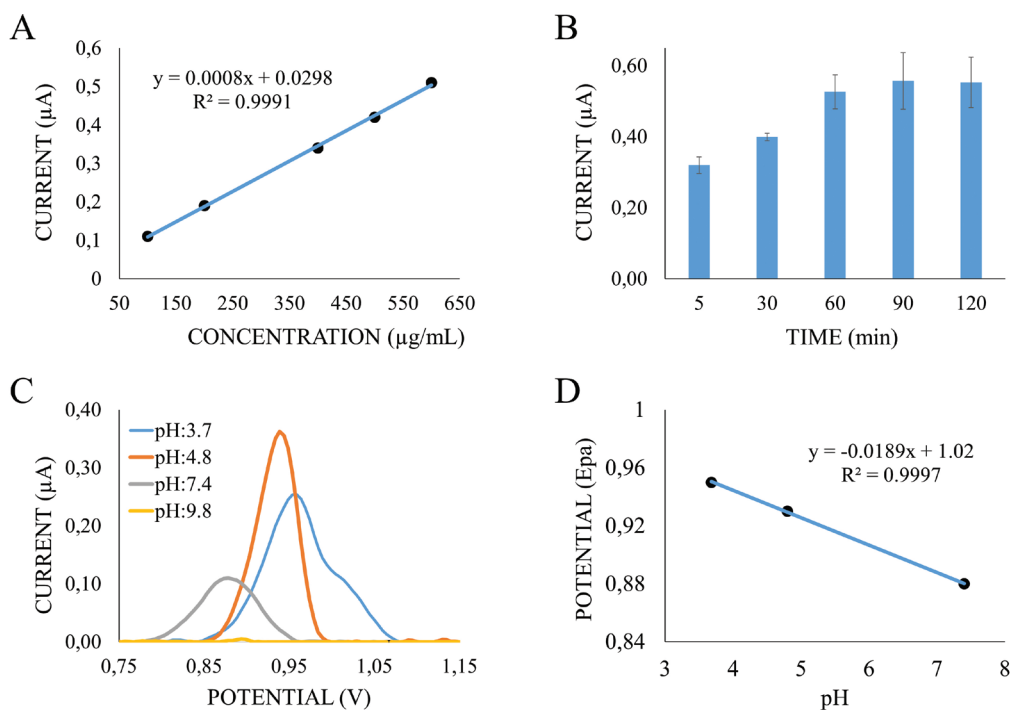 A
0,6
0,5
0,4
0,3
0,2
0,1
0
CURRENT (µA)
y = 0.0008x + 0.0298
R² = 0.9991
50 150 250 350 450 550 650
CONCENTRATION (µg/mL)
B
0,60
0,40
0,20
0,00
CURRENT (µA)
5 30 60 90 120
TIME (min)
C
0,40
0,30
0,20
0,10
0,00
CURRENT (µA)
pH:3.7
pH:4.8
pH:7.4
pH:9.8
0,75 0,85 0,95 1,05 1,15
POTENTIAL (V)
D
1
0,96
0,92
0,88
0,84
POTENTIAL (Epa)
y = -0.0189x + 1.02
R² = 0.9997
3 4 5 6 7 8
pH